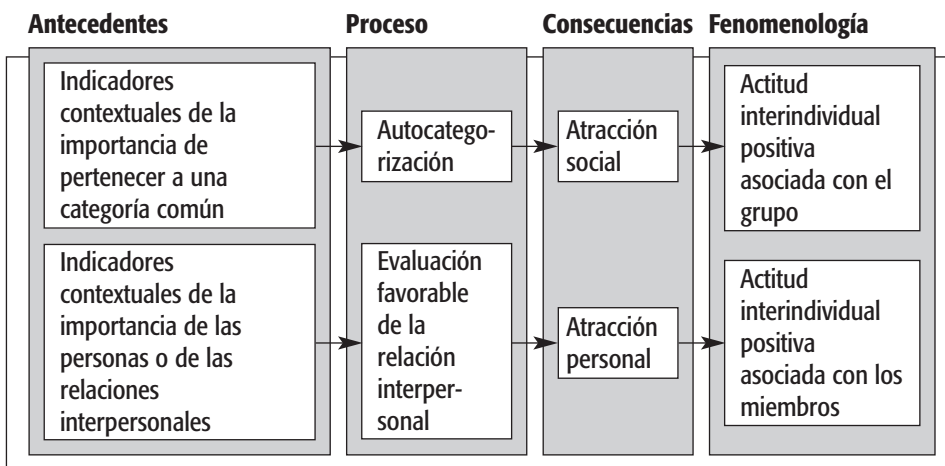 Antecedentes
Proceso
Consecuencias
Fenomenología
Indicadores
contextuales de la
importancia de
pertenecer a una
categoría común
Autocatego-
rización
Atracción
social
Actitud
interindividual
positiva
asociada con el
grupo
Indicadores
contextuales de la
importancia de las
personas o de las
relaciones
interpersonales
Evaluación
favorable
de la
relación
interper-
sonal
Atracción
personal
Actitud
interindividual
positiva
asociada con los
miembros